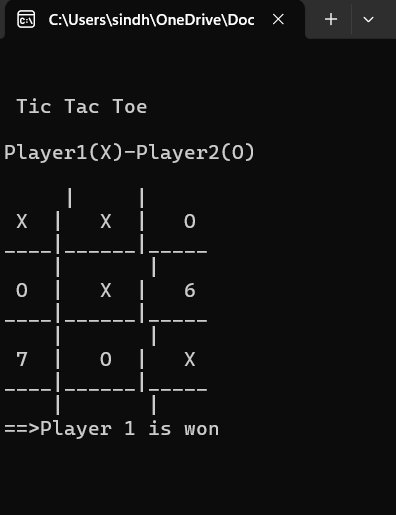 C:\Users\sindh\OneDrive\Doc
Tic Tac Toe
Player1(X)-Player2(O)
     |     |
 X  |   X  |   O
____|______|_____
    |       |
 O  |   X  |   6
____|______|_____
    |       |
 7  |   O  |   X
____|______|_____
    |       |
==>Player 1 is won